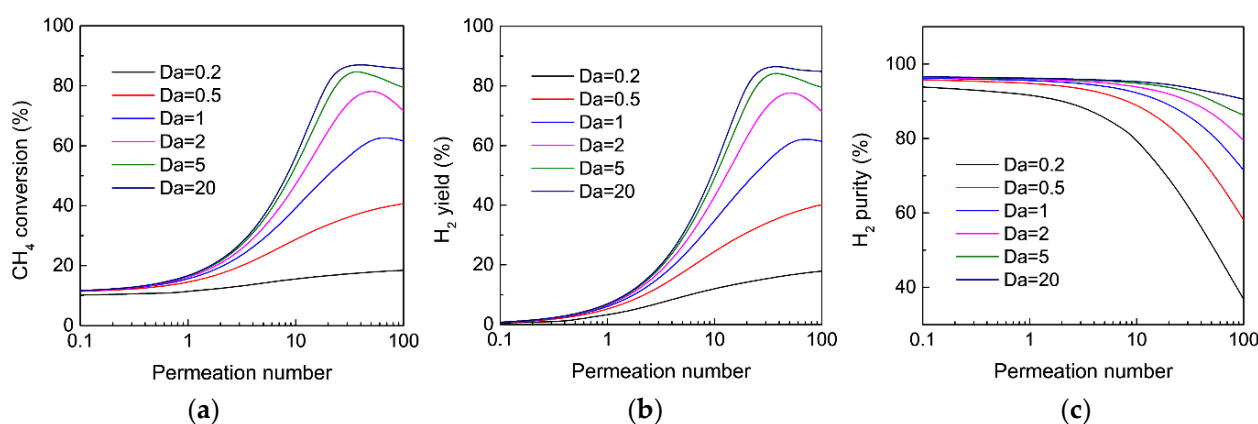 100
80
60
40
20
0
CH₄ conversion (%)
Da=0.2
Da=0.5
Da=1
Da=2
Da=5
Da=20
0.1
1
10
100
Permeation number
(a)
100
80
60
40
20
0
H₂ yield (%)
Da=0.2
Da=0.5
Da=1
Da=2
Da=5
Da=20
0.1
1
10
100
Permeation number
(b)
100
80
60
40
H₂ purity (%)
Da=0.2
Da=0.5
Da=1
Da=2
Da=5
Da=20
0.1
1
10
100
Permeation number
(c)